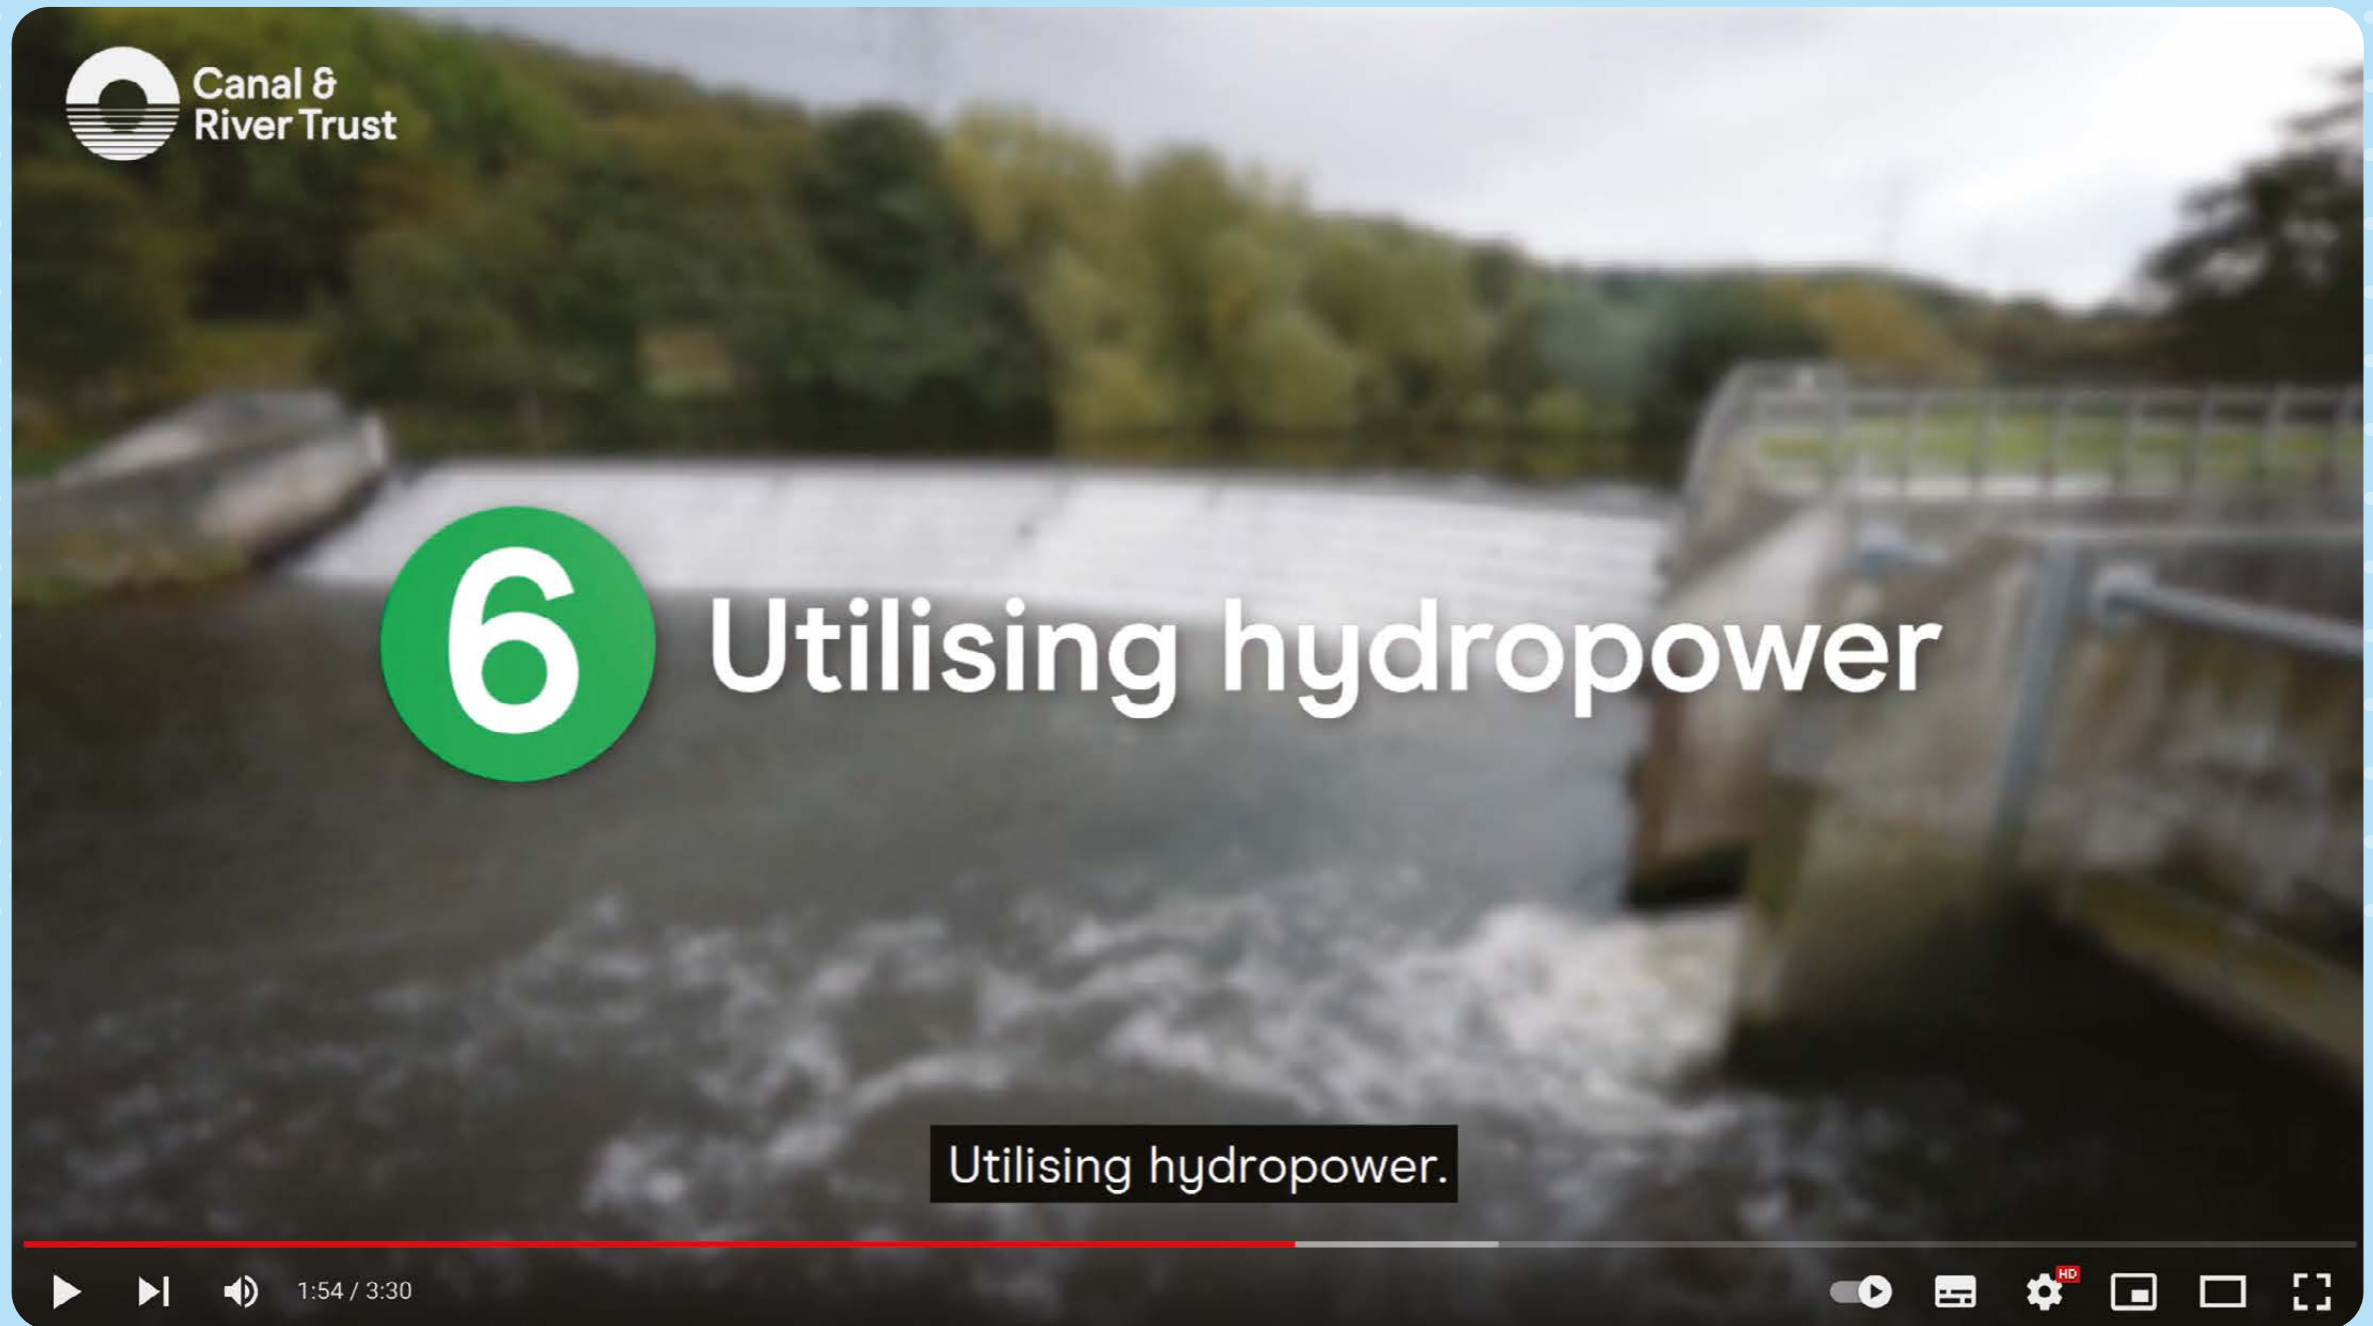 Canal &
River Trust
6 Utilising hydropower
Utilising hydropower.
1:54 / 3:30
HD